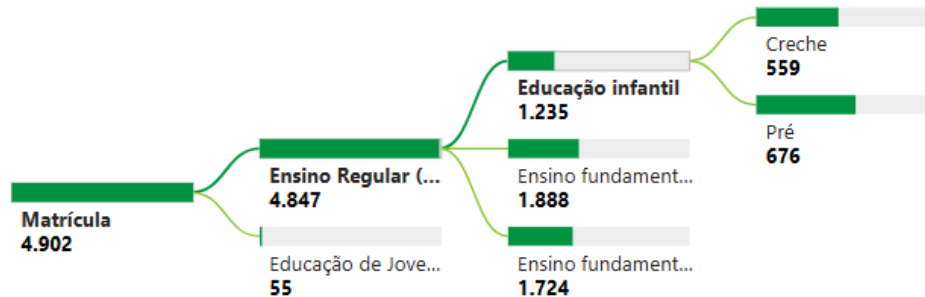 Matrícula
4.902
Ensino Regular (...
4.847
Educação de Jove...
55
Educação infantil
1.235
Ensino fundament...
1.888
Ensino fundament...
1.724
Creche
559
Pré
676